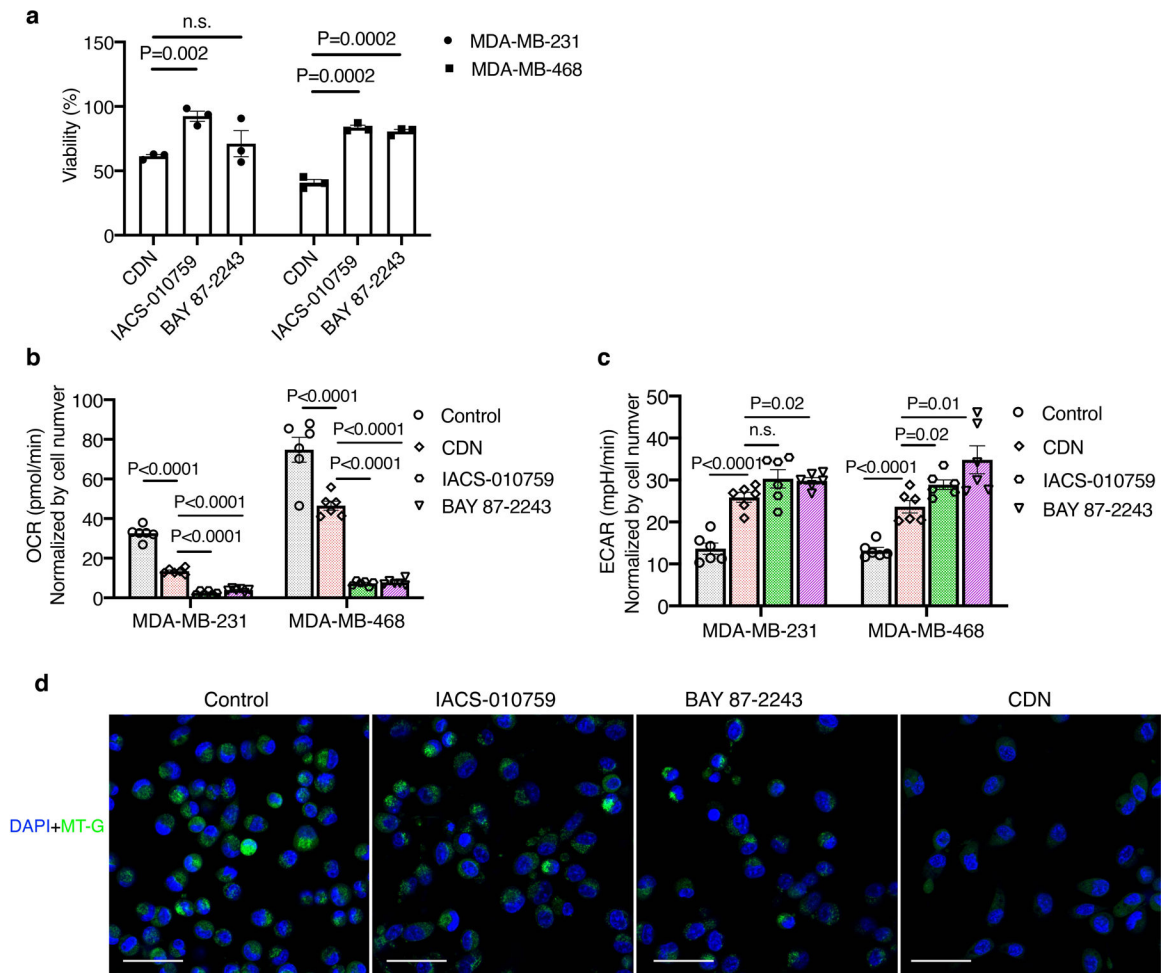 a
n.s.
P=0.002
P=0.0002
P=0.0002
MDA-MB-231
MDA-MB-468
Viability (%)
150
100
50
0
CDN
IACS-010759
BAY 87-2243
CDN
IACS-010759
BAY 87-2243
b
OCR (pmol/min)
Normalized by cell numver
100
80
60
40
20
0
P<0.0001
P<0.0001
P<0.0001
P<0.0001
P<0.0001
P<0.0001
MDA-MB-231
MDA-MB-468
Control
CDN
IACS-010759
BAY 87-2243
c
ECAR (mpH/min)
Normalized by cell numver
50
40
30
20
10
0
P=0.02
n.s.
P<0.0001
P=0.01
P=0.02
P<0.0001
MDA-MB-231
MDA-MB-468
Control
CDN
IACS-010759
BAY 87-2243
d
Control
IACS-010759
BAY 87-2243
CDN
DAPI+MT-G